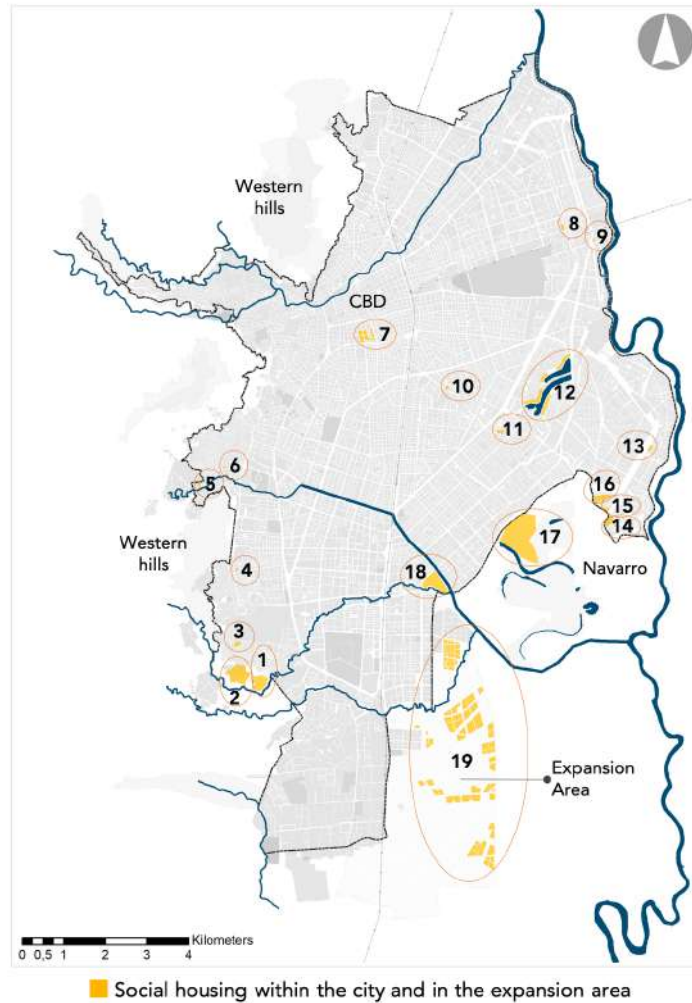 Western
hills
8
9
CBD
7
10
12
11
13
6
5
16
15
14
17
Western
hills
4
18
Navarro
3
1
2
19
Expansion
Area
Kilometers
0 0,5 1 2 3 4
Social housing within the city and in the expansion area